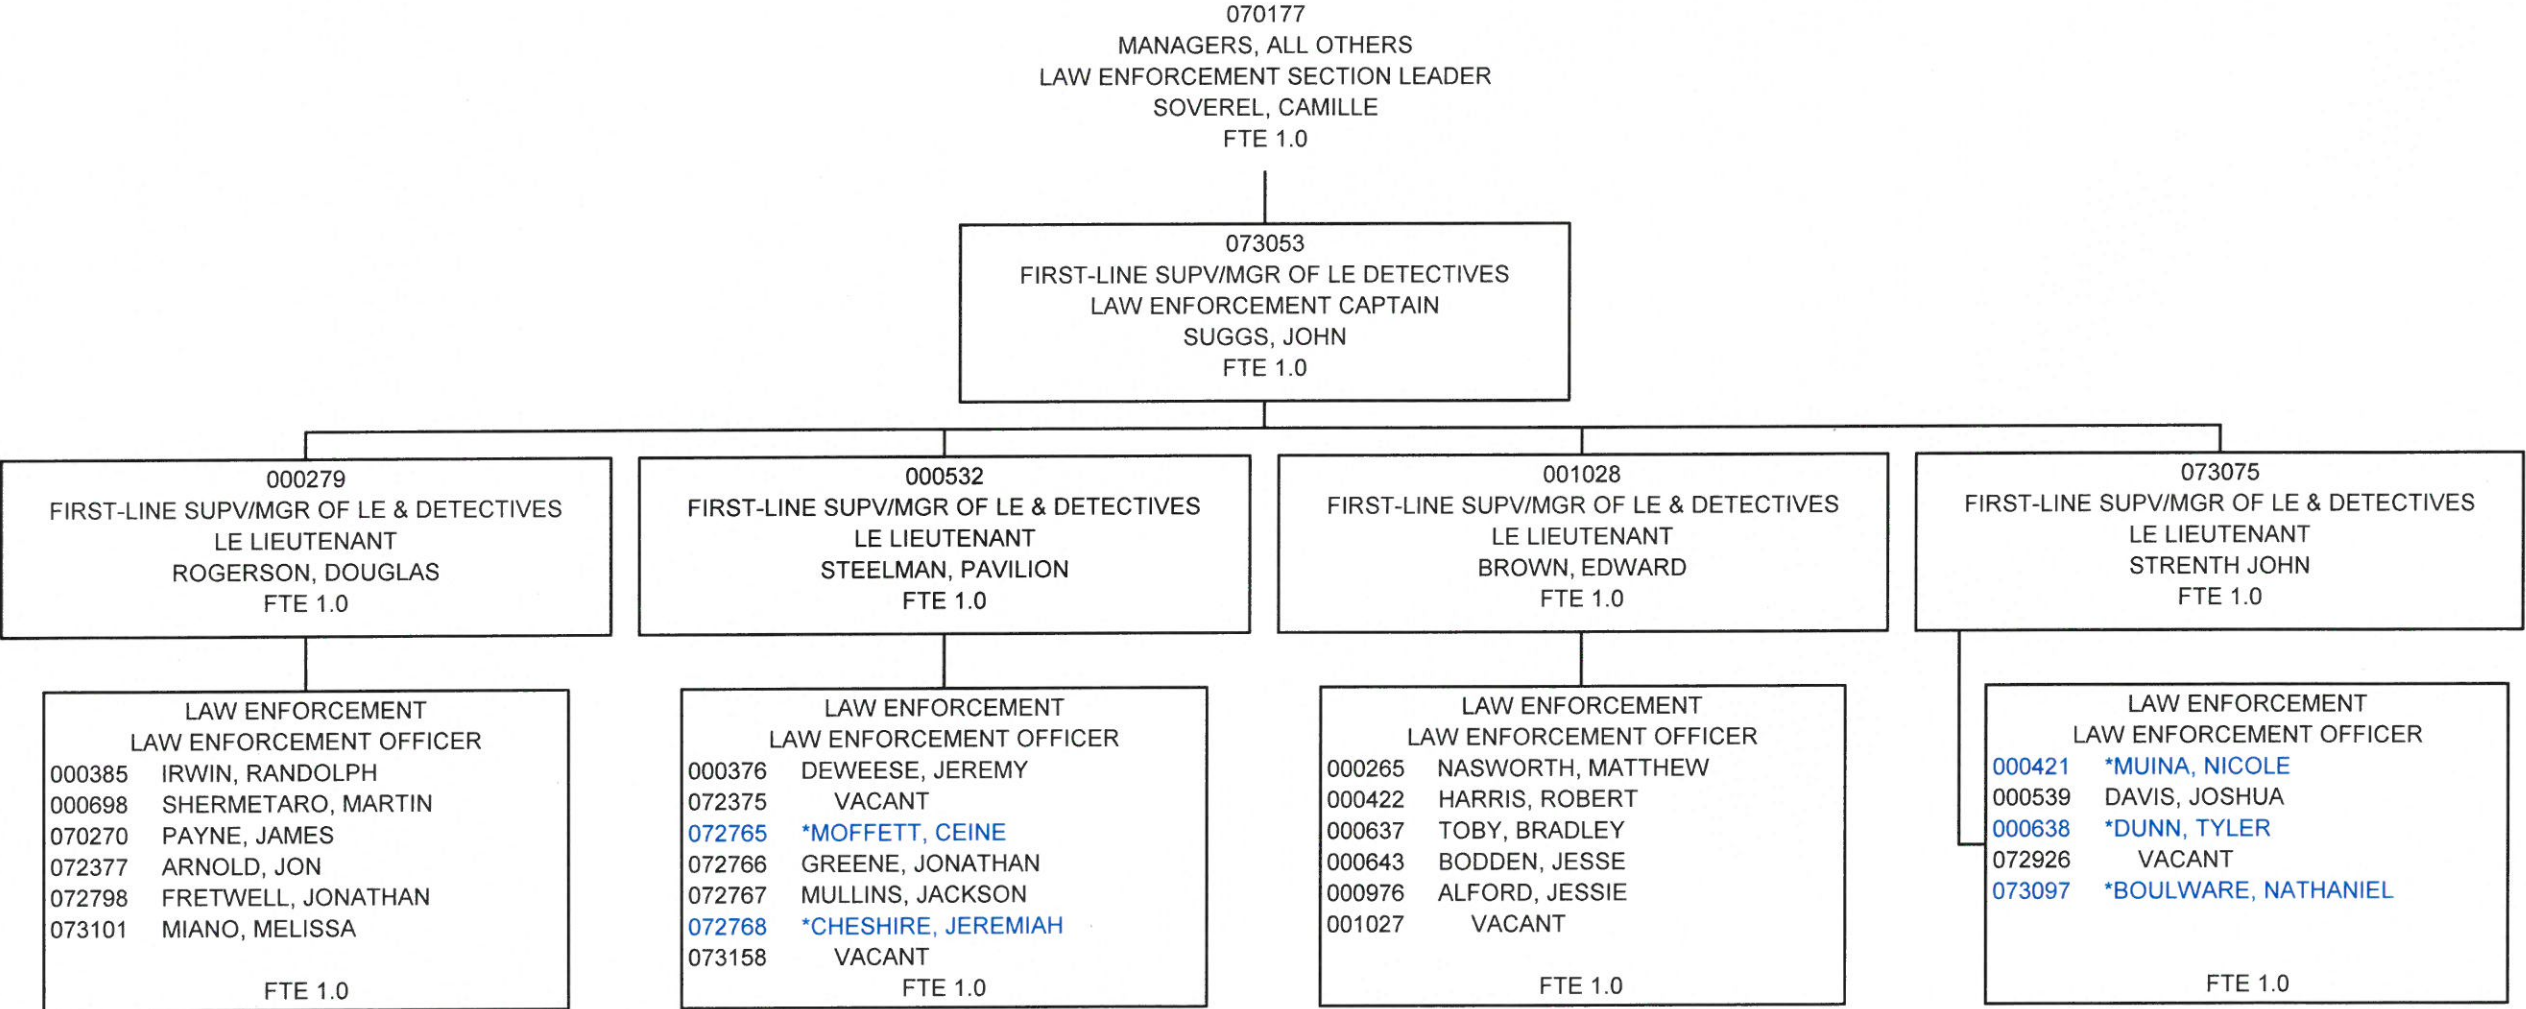 070177
MANAGERS, ALL OTHERS
LAW ENFORCEMENT SECTION LEADER
SOVEREL, CAMILLE
FTE 1.0
073053
FIRST-LINE SUPV/MGR OF LE DETECTIVES
LAW ENFORCEMENT CAPTAIN
SUGGS, JOHN
FTE 1.0
000279
FIRST-LINE SUPV/MGR OF LE & DETECTIVES
LE LIEUTENANT
ROGERSON, DOUGLAS
FTE 1.0
000532
FIRST-LINE SUPV/MGR OF LE & DETECTIVES
LE LIEUTENANT
STEELMAN, PAVILION
FTE 1.0
001028
FIRST-LINE SUPV/MGR OF LE & DETECTIVES
LE LIEUTENANT
BROWN, EDWARD
FTE 1.0
073075
FIRST-LINE SUPV/MGR OF LE & DETECTIVES
LE LIEUTENANT
STRENTH JOHN
FTE 1.0
LAW ENFORCEMENT
LAW ENFORCEMENT OFFICER
000385 IRWIN, RANDOLPH
000698 SHERMETARO, MARTIN
070270 PAYNE, JAMES
072377 ARNOLD, JON
072798 FRETWELL, JONATHAN
073101 MIANO, MELISSA
FTE 1.0
LAW ENFORCEMENT
LAW ENFORCEMENT OFFICER
000376 DEWEESE, JEREMY
072375 VACANT
072765 *MOFFETT, CEINE
072766 GREENE, JONATHAN
072767 MULLINS, JACKSON
072768 *CHESHIRE, JEREMIAH
073158 VACANT
FTE 1.0
LAW ENFORCEMENT
LAW ENFORCEMENT OFFICER
000265 NASWORTH, MATTHEW
000422 HARRIS, ROBERT
000637 TOBY, BRADLEY
000643 BODDEN, JESSE
000976 ALFORD, JESSIE
001027 VACANT
FTE 1.0
LAW ENFORCEMENT
LAW ENFORCEMENT OFFICER
000421 *MUINA, NICOLE
000539 DAVIS, JOSHUA
000638 *DUNN, TYLER
072926 VACANT
073097 *BOULWARE, NATHANIEL
FTE 1.0